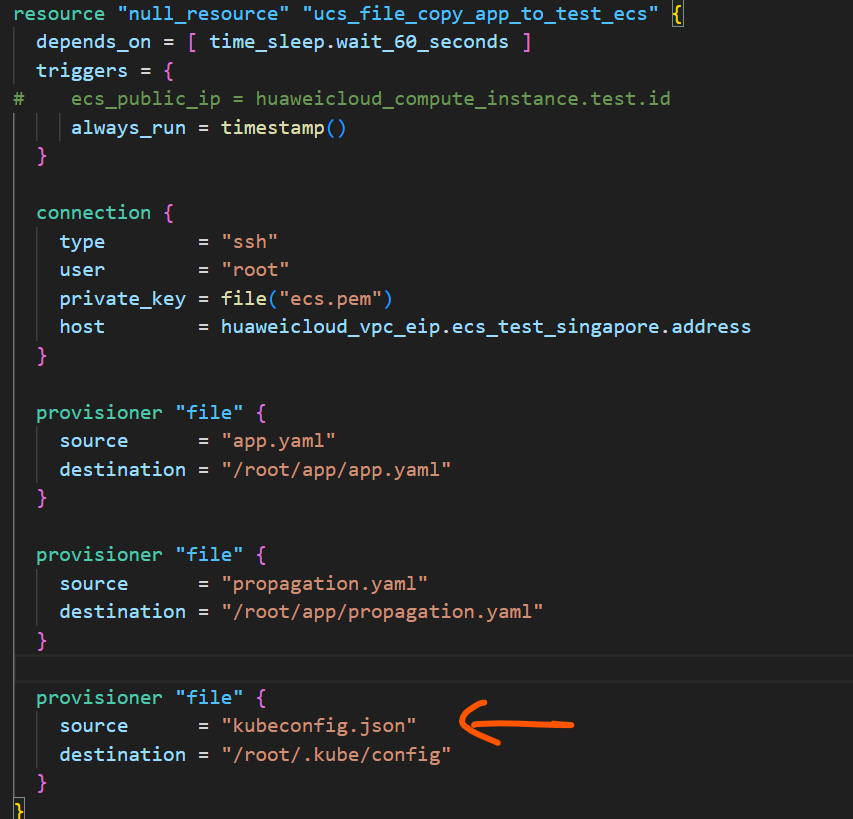 resource "null_resource" "ucs_file_copy_app_to_test_ecs" {
  depends_on = [ time_sleep.wait_60_seconds ]
  triggers = {
#    ecs_public_ip = huaweicloud_compute_instance.test.id
     always_run = timestamp()
  }

  connection {
    type        = "ssh"
    user        = "root"
    private_key = file("ecs.pem")
    host        = huaweicloud_vpc_eip.ecs_test_singapore.address
  }

  provisioner "file" {
    source      = "app.yaml"
    destination = "/root/app/app.yaml"
  }

  provisioner "file" {
    source      = "propagation.yaml"
    destination = "/root/app/propagation.yaml"
  }

  provisioner "file" {
    source      = "kubeconfig.json"
    destination = "/root/.kube/config"
  }
}